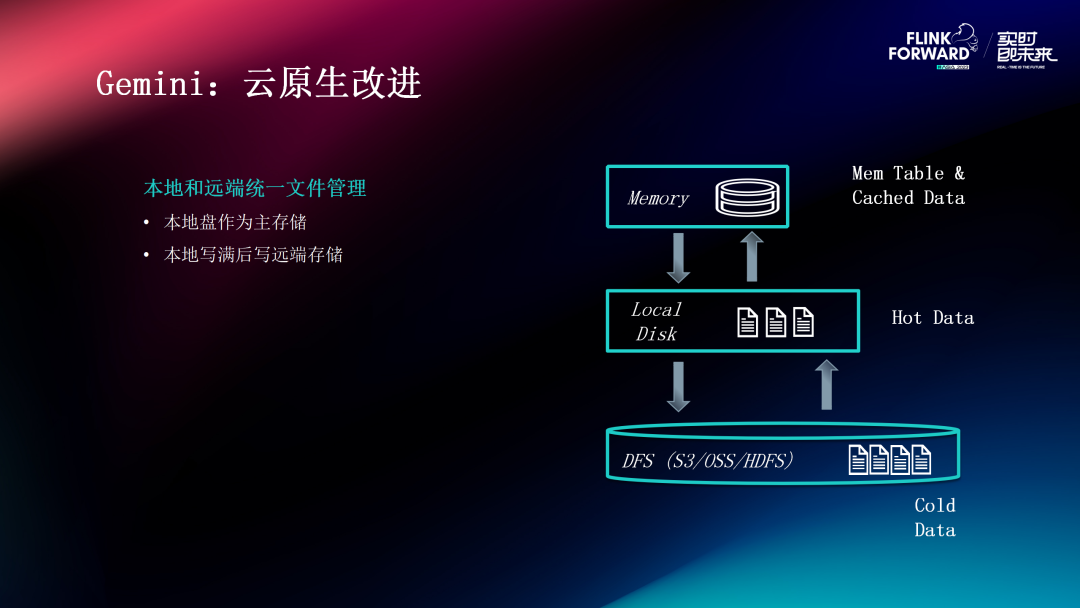 FLINK
FORWARD
实时
即未来
REAL-TIME IS THE FUTURE
Gemini：云原生改进
本地和远端统一文件管理
• 本地盘作为主存储
• 本地写满后写远端存储
Memory
Mem Table &
Cached Data
Local
Disk
Hot Data
DFS (S3/OSS/HDFS)
Cold
Data